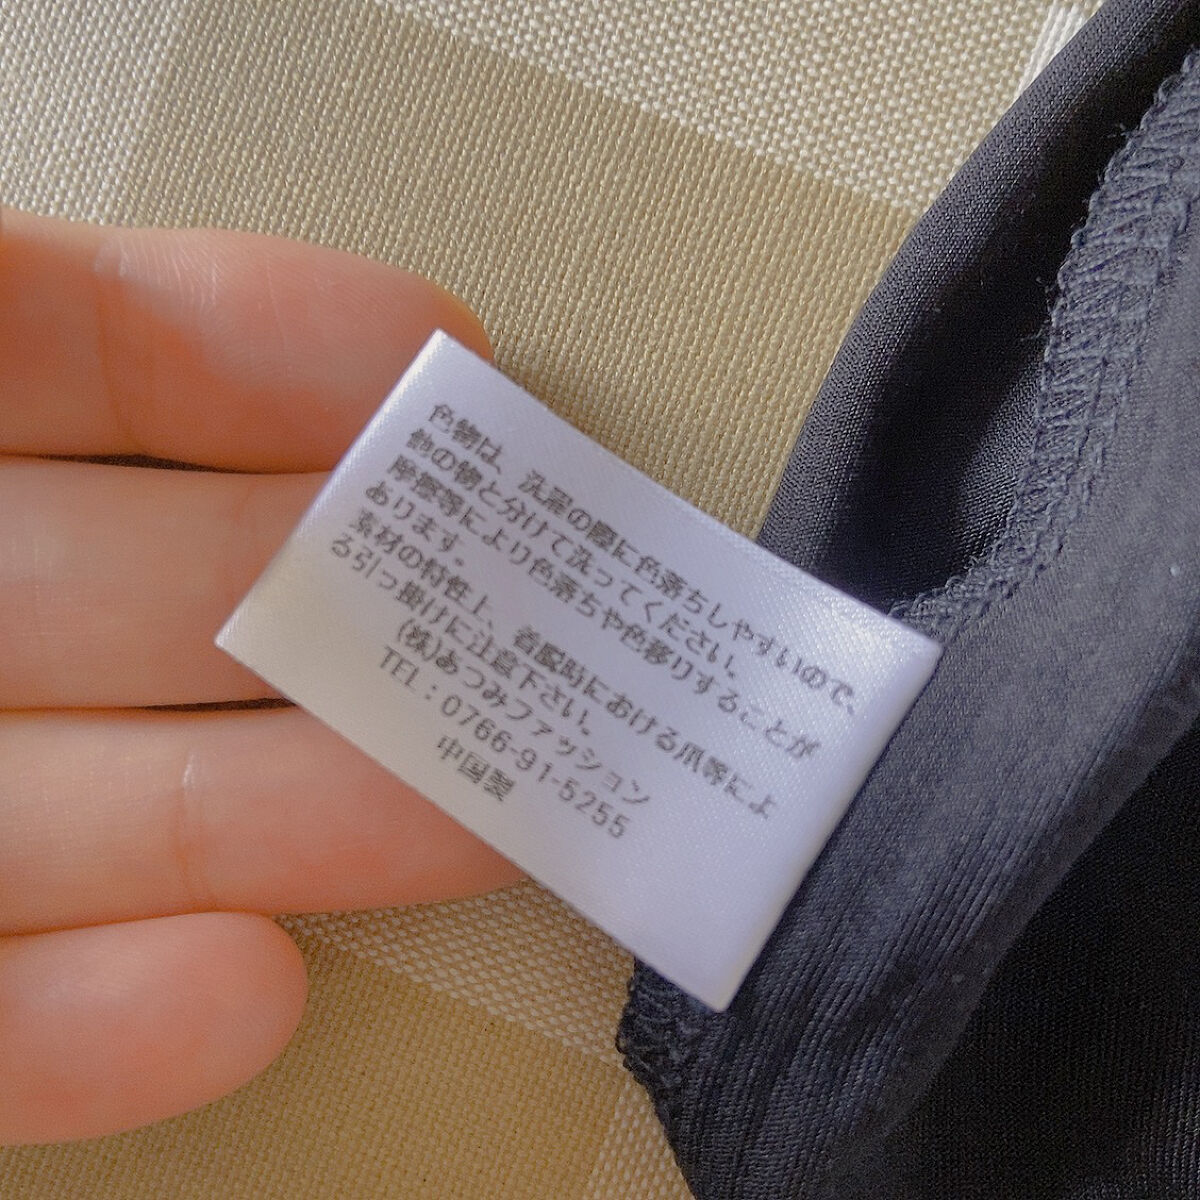 色物は、洗濯の際に色落ちしやすいので、
他の物と分けて洗ってください。
摩擦等により色落ちや色移りすることが
あります。
素材の特性上、着脱時における爪等によ
る引っ掛けに注意下さい。
(株)あつみファッション
TEL:0766-91-5255
中国製